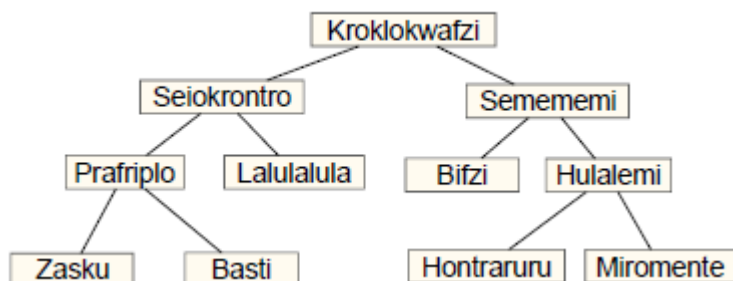 Kroklokwafzi
Seiokrontro
Semememi
Prafriplo
Lalulalula
Bifzi
Hulalemi
Zasku
Basti
Hontraruru
Miromente